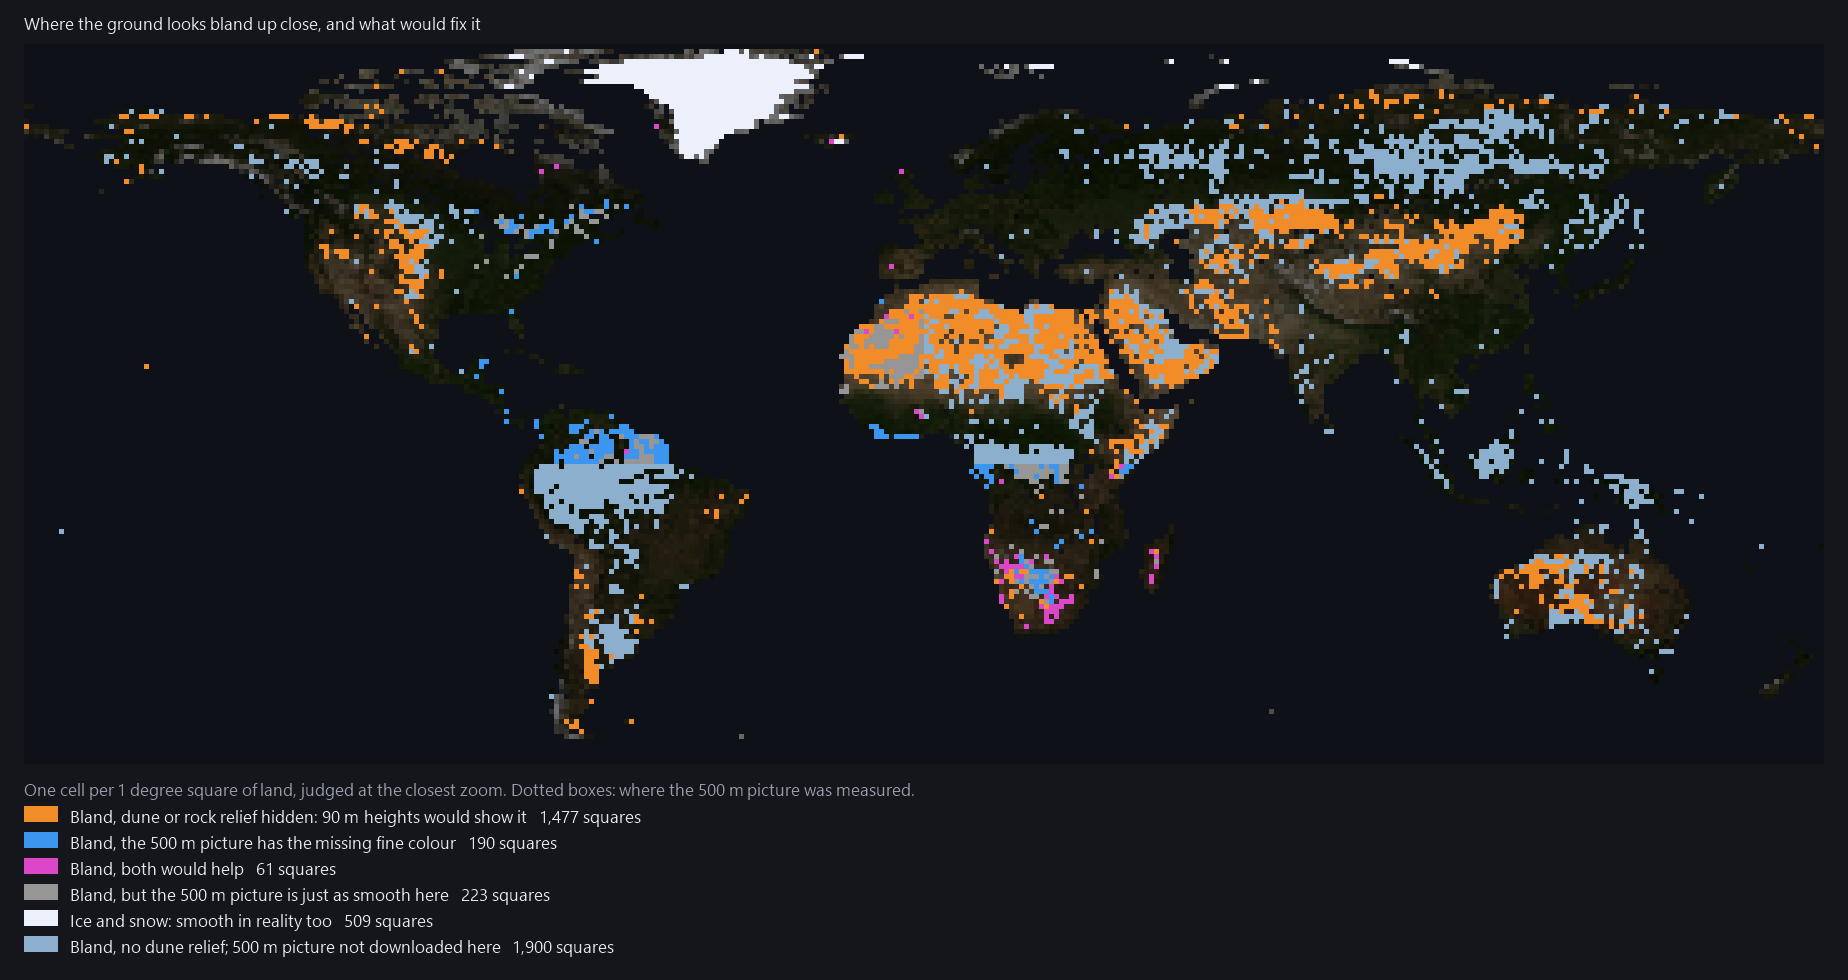 Where the ground looks bland up close, and what would fix it
One cell per 1 degree square of land, judged at the closest zoom. Dotted boxes: where the 500 m picture was measured.
Bland, dune or rock relief hidden: 90 m heights would show it 1,477 squares
Bland, the 500 m picture has the missing fine colour 190 squares
Bland, both would help 61 squares
Bland, but the 500 m picture is just as smooth here 223 squares
Ice and snow: smooth in reality too 509 squares
Bland, no dune relief; 500 m picture not downloaded here 1,900 squares